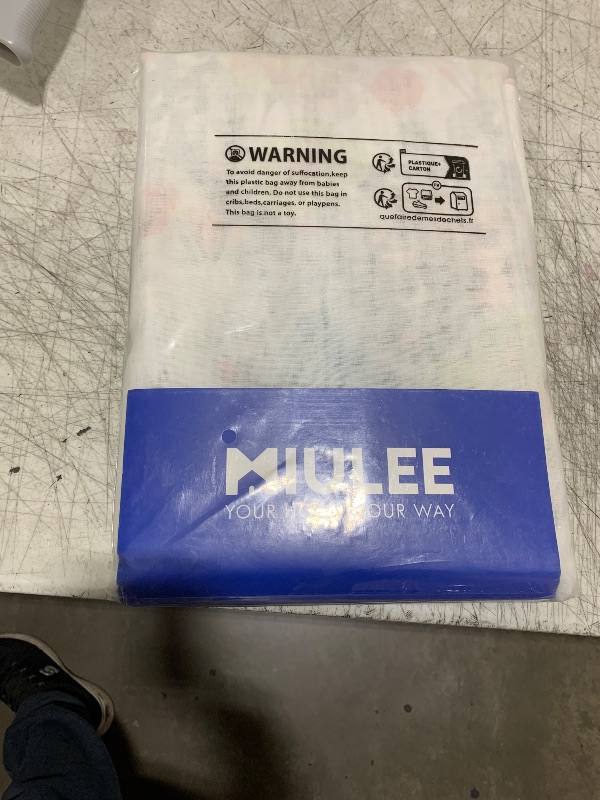 WARNING
To avoid danger of suffocation,keep
this plastic bag away from babies
and children. Do not use this bag in
cribs,beds,carriages, or playpens.
This bag is not a toy.
PLASTIQUE+
CARTON
FR
quefairedemesdechets.fr
MIULEE
YOUR WAY